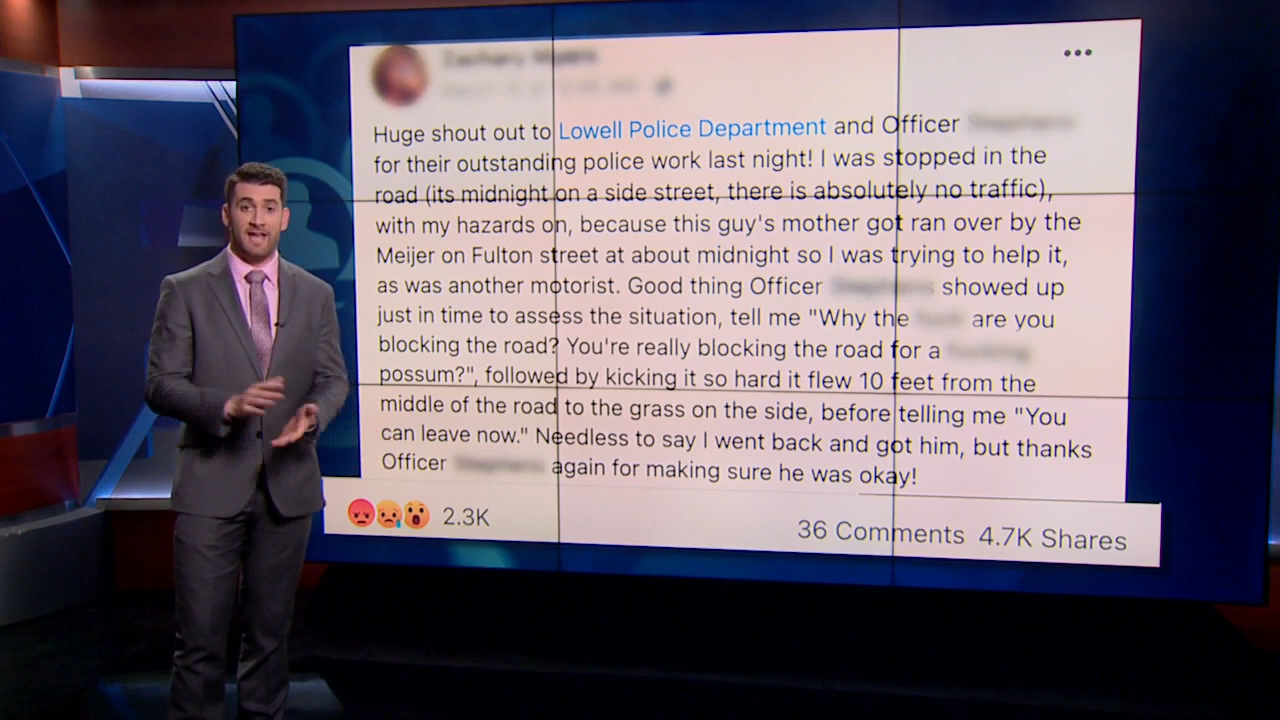 Huge shout out to Lowell Police Department and Officer
for their outstanding police work last night! I was stopped in the
road (its midnight on a side street, there is absolutely no traffic),
with my hazards on, because this guy's mother got ran over by the
Meijer on Fulton street at about midnight so I was trying to help it,
as was another motorist. Good thing Officer showed up
just in time to assess the situation, tell me "Why the are you
blocking the road? You're really blocking the road for a
possum?", followed by kicking it so hard it flew 10 feet from the
middle of the road to the grass on the side, before telling me "You
can leave now." Needless to say I went back and got him, but thanks
Officer again for making sure he was okay!
2.3K 36 Comments 4.7K Shares